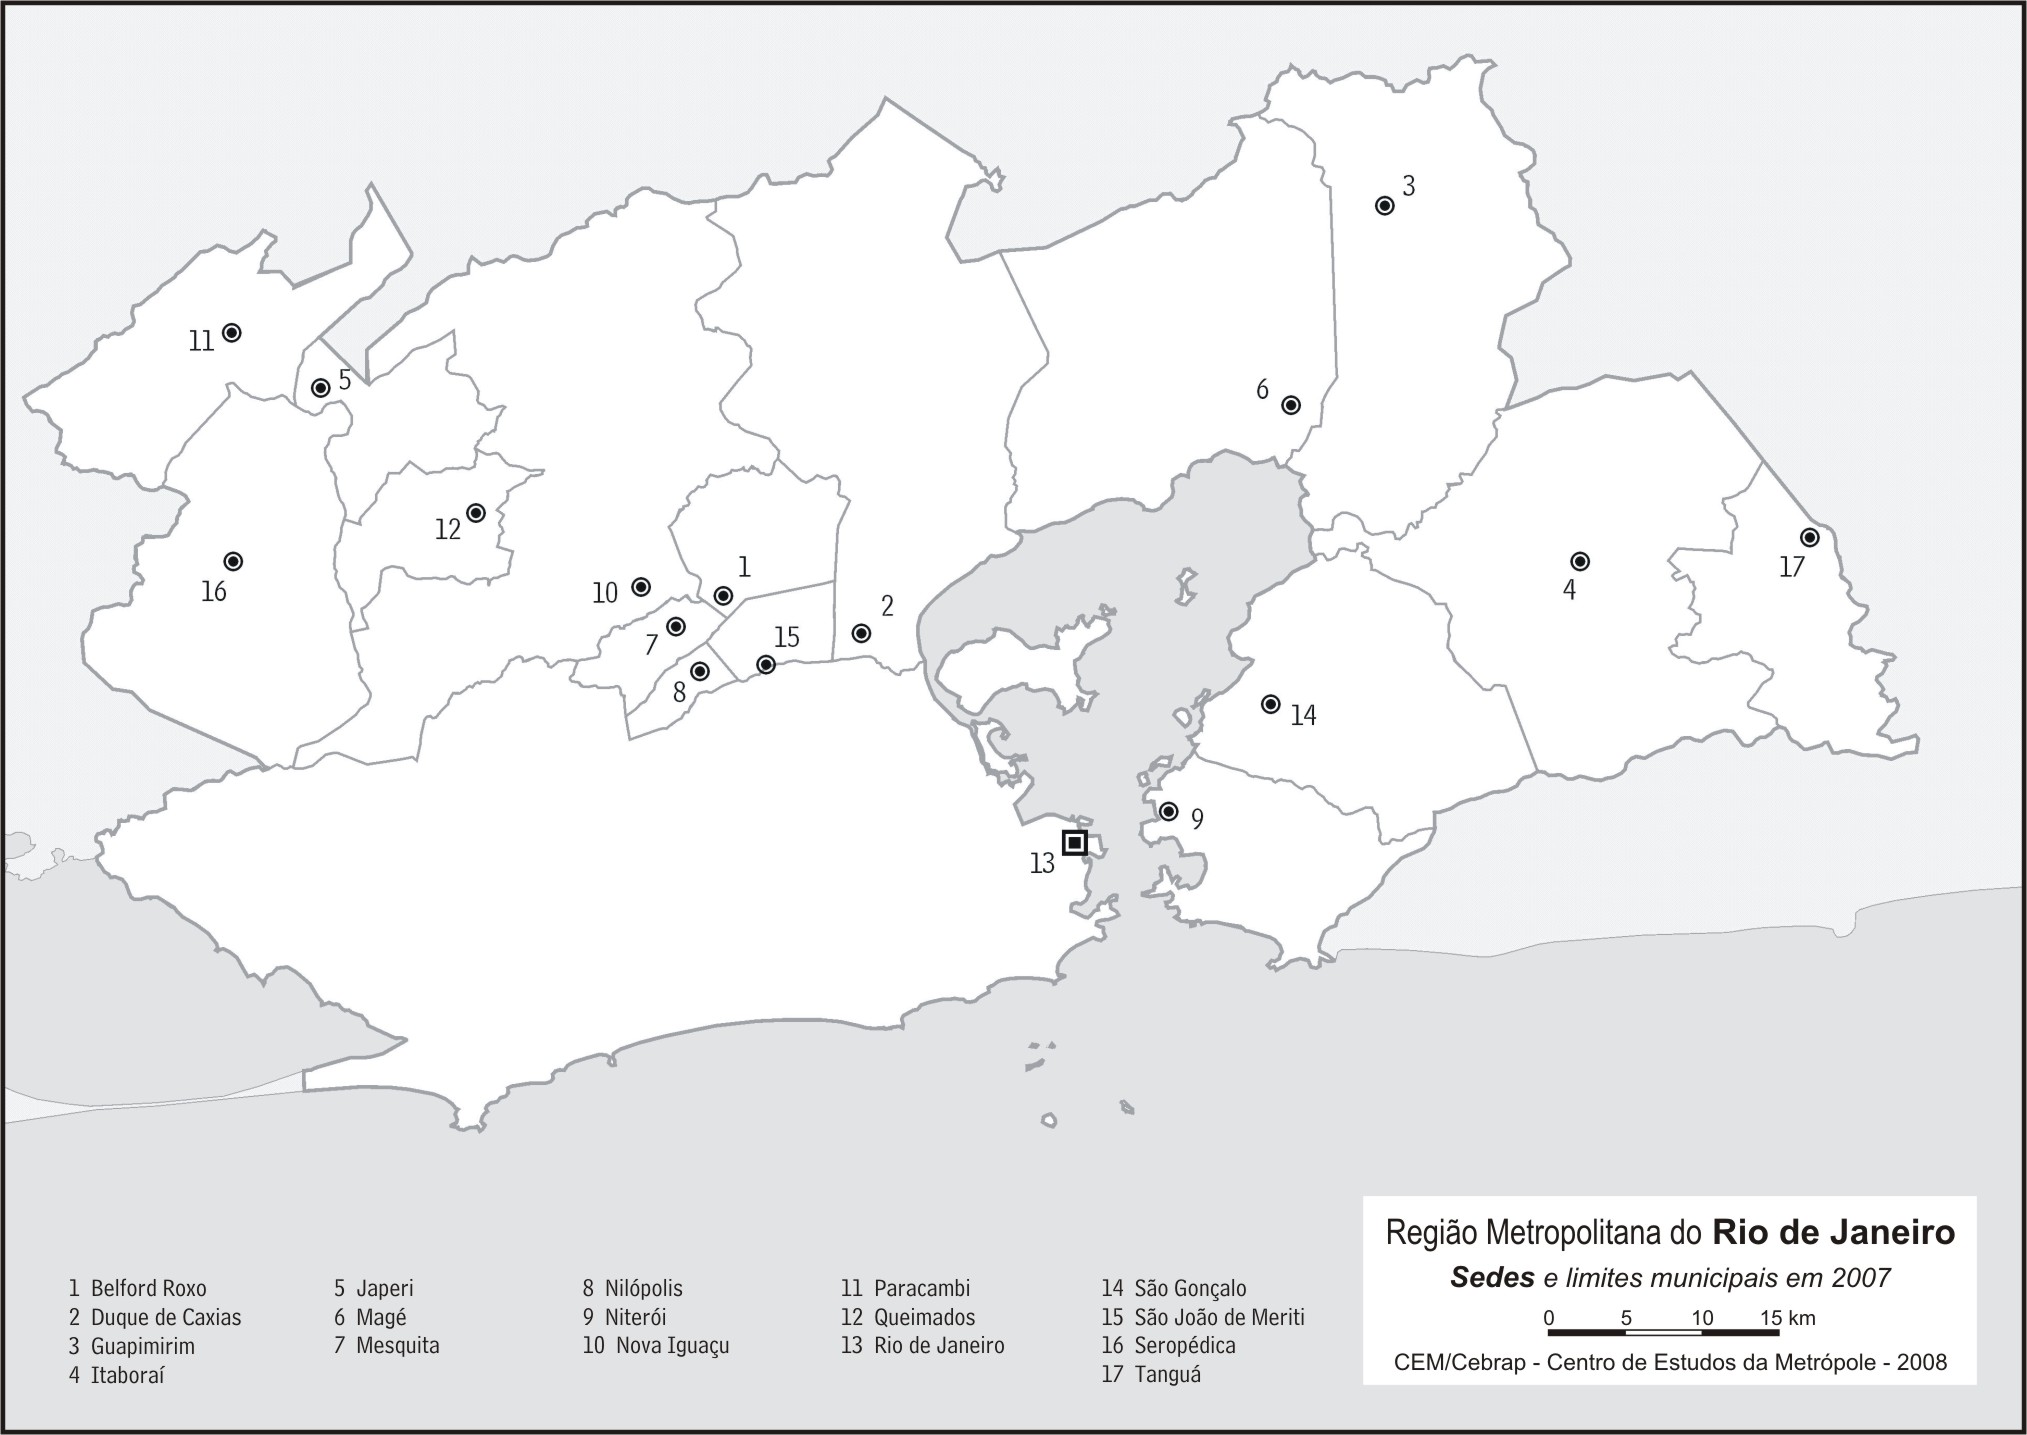 3
11
5
6
12
16
10
1
2
7
15
8
17
4
14
9
13
Região Metropolitana do Rio de Janeiro
Sedes e limites municipais em 2007
0 5 10 15 km
CEM/Cebrap - Centro de Estudos da Metrópole - 2008
1 Belford Roxo
2 Duque de Caxias
3 Guapimirim
4 Itaboraí
5 Japeri
6 Magé
7 Mesquita
8 Nilópolis
9 Niterói
10 Nova Iguaçu
11 Paracambi
12 Queimados
13 Rio de Janeiro
14 São Gonçalo
15 São João de Meriti
16 Seropédica
17 Tanguá